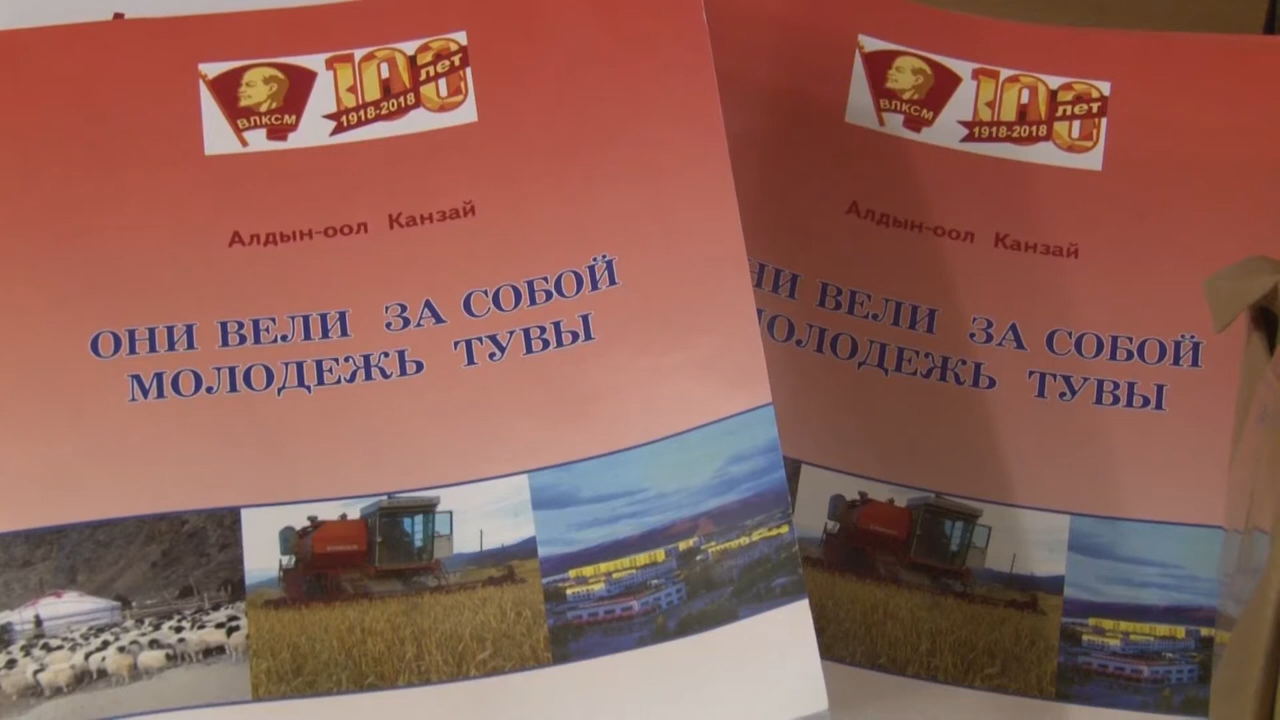 ВЛКСМ
100 лет
1918-2018
Алдын-оол Канзай
ОНИ ВЕЛИ ЗА СОБОЙ
МОЛОДЕЖЬ ТУВЫ
ВЛКСМ
100 лет
1918-2018
Алдын-оол Канзай
НИ ВЕЛИ ЗА СОБОЙ
МОЛОДЕЖЬ ТУВЫ